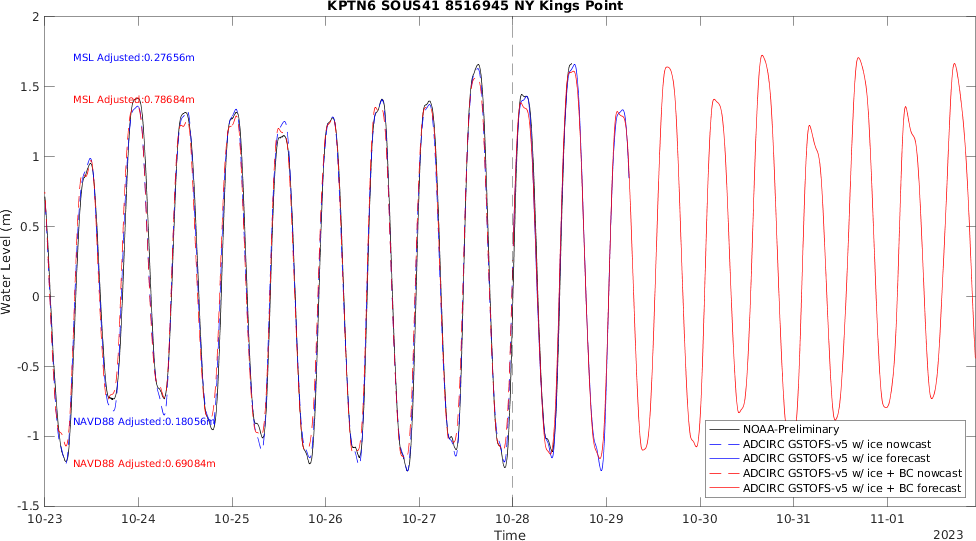 KPTN6 SOUS41 8516945 NY Kings Point
2
1.5
1
0.5
0
-0.5
-1
-1.5
Water Level (m)
MSL Adjusted:0.27656m
MSL Adjusted:0.78684m
NAVD88 Adjusted:0.18056m
NAVD88 Adjusted:0.69084m
NOAA-Preliminary
ADCIRC GSTOFS-v5 w/ ice nowcast
ADCIRC GSTOFS-v5 w/ ice forecast
ADCIRC GSTOFS-v5 w/ ice + BC nowcast
ADCIRC GSTOFS-v5 w/ ice + BC forecast
10-23 10-24 10-25 10-26 10-27 10-28 10-29 10-30 10-31 11-01
Time
2023